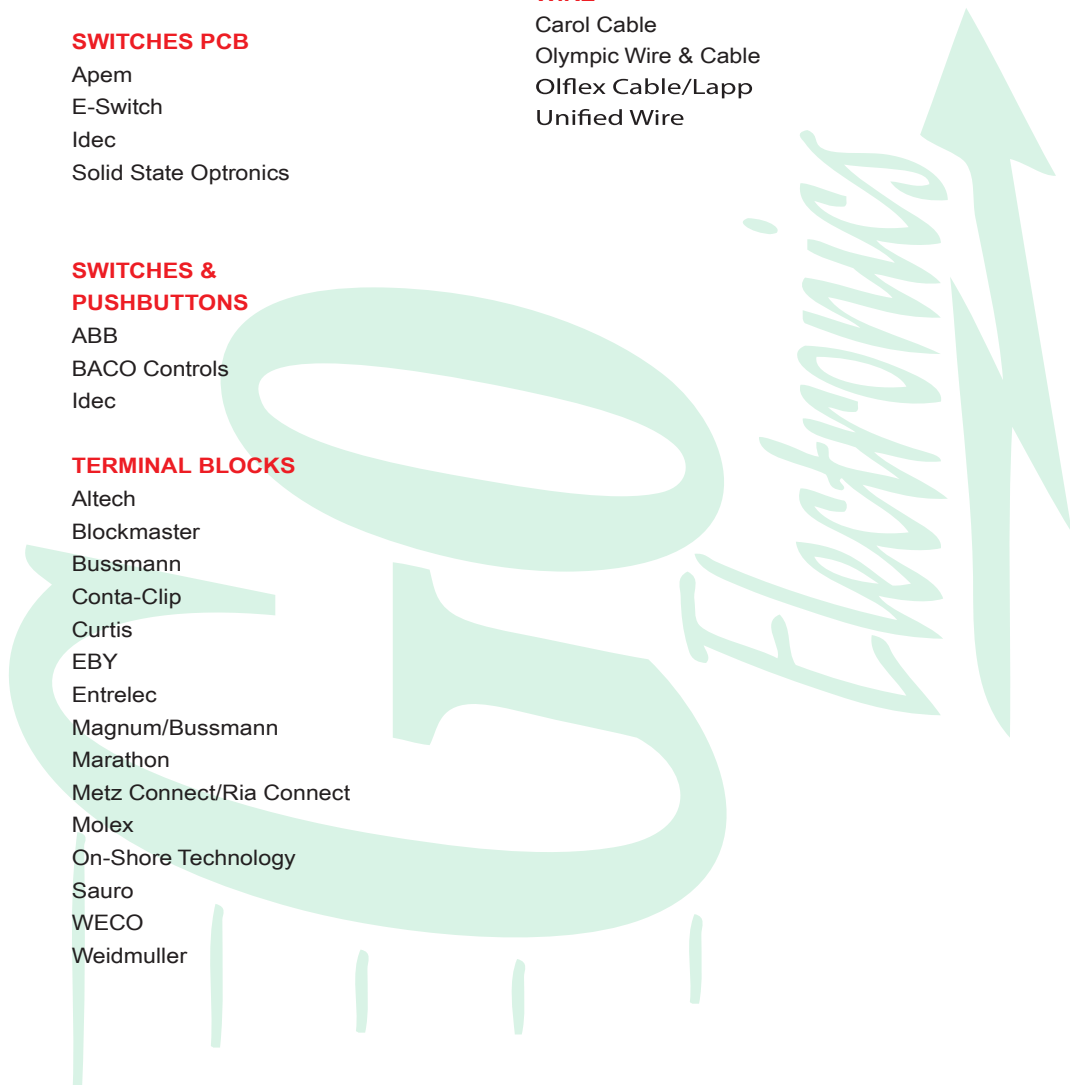 SWITCHES PCB
Apem
E-Switch
Idec
Solid State Optronics
SWITCHES &
PUSHBUTTONS
ABB
BACO Controls
Idec
TERMINAL BLOCKS
Altech
Blockmaster
Bussmann
Conta-Clip
Curtis
EBY
Entrelec
Magnum/Bussmann
Marathon
Metz Connect/Ria Connect
Molex
On-Shore Technology
Sauro
WECO
Weidmuller
WIRE
Carol Cable
Olympic Wire & Cable
Olflex Cable/Lapp
Unified Wire
GO
Electronics